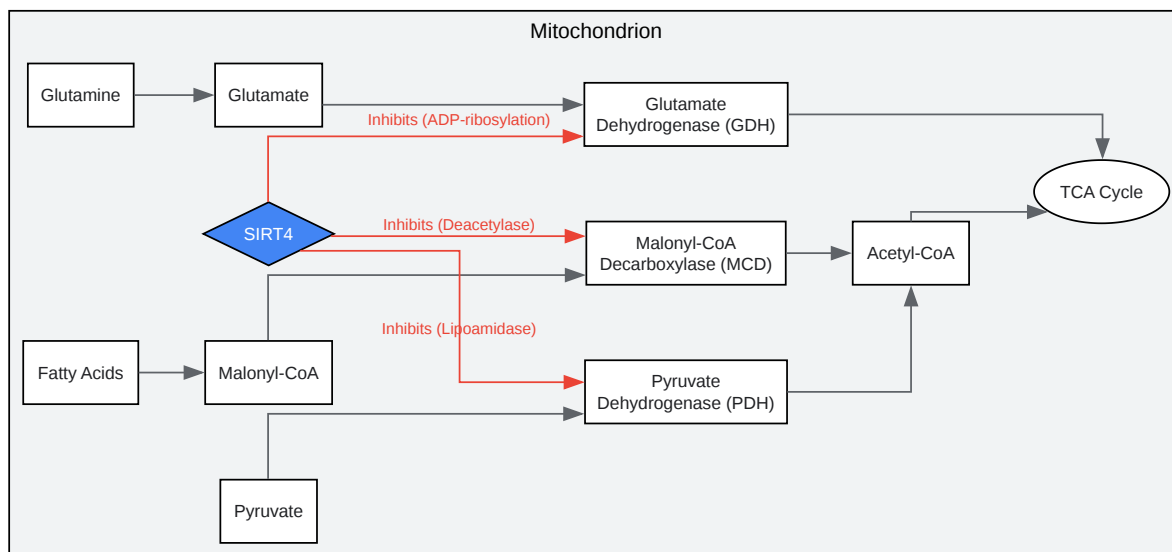 Mitochondrion
Glutamine
Glutamate
Inhibits (ADP-ribosylation)
Glutamate
Dehydrogenase (GDH)
TCA Cycle
SIRT4
Inhibits (Deacetylase)
Malonyl-CoA
Decarboxylase (MCD)
Acetyl-CoA
Inhibits (Lipoamidase)
Fatty Acids
Malonyl-CoA
Pyruvate
Dehydrogenase (PDH)
Pyruvate